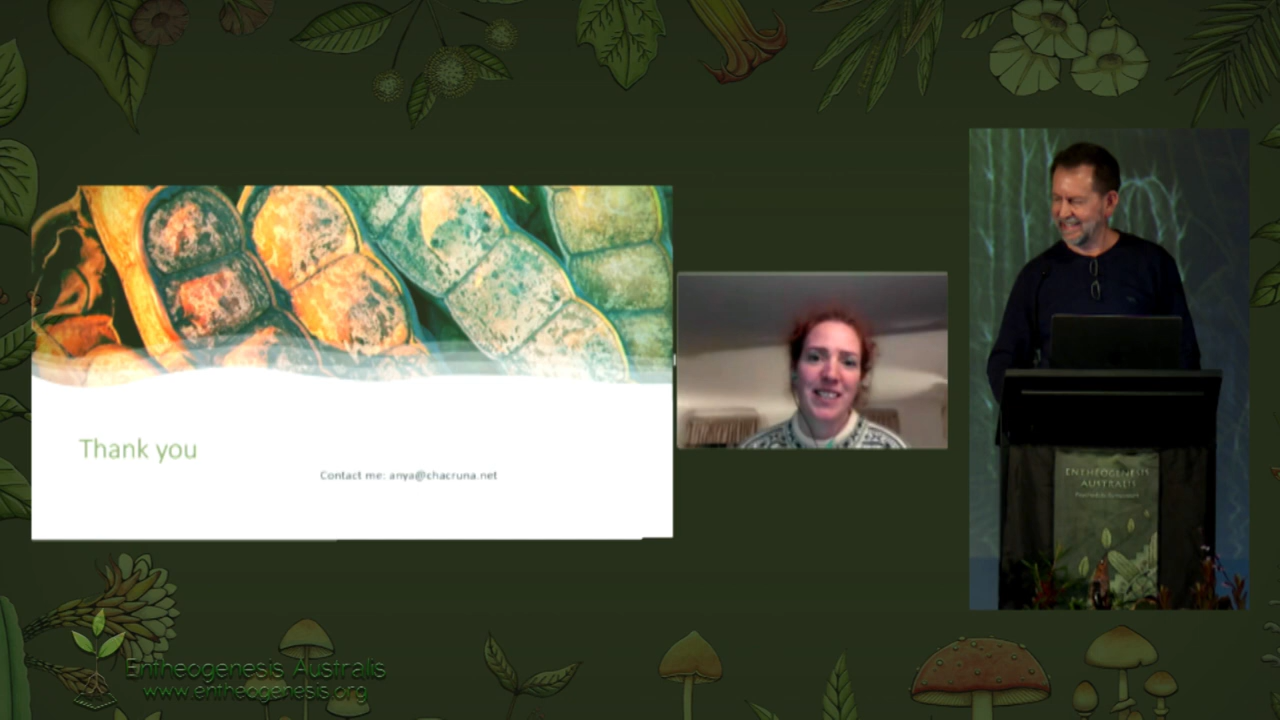 Thank you
Contact me: anya@chacruna.net
ENTHEOGENESIS
AUSTRALIS
Entheogenesis Australis
www.entheogenesis.org